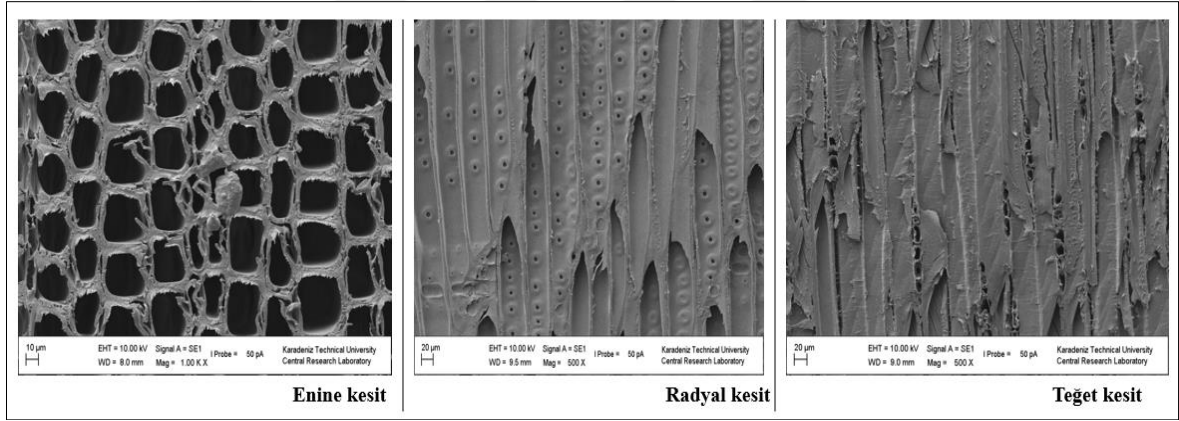 10 µm
EHT = 10.00 kV Signal A = SE1 I Probe = 50 pA Karadeniz Technical University
WD = 8.0 mm Mag = 1.00 K X Central Research Laboratory
Enine kesit
20 µm
EHT = 10.00 kV Signal A = SE1 I Probe = 50 pA Karadeniz Technical University
WD = 9.5 mm Mag = 500 X Central Research Laboratory
Radyal kesit
20 µm
EHT = 10.00 kV Signal A = SE1 I Probe = 50 pA Karadeniz Technical University
WD = 9.0 mm Mag = 500 X Central Research Laboratory
Teğet kesit